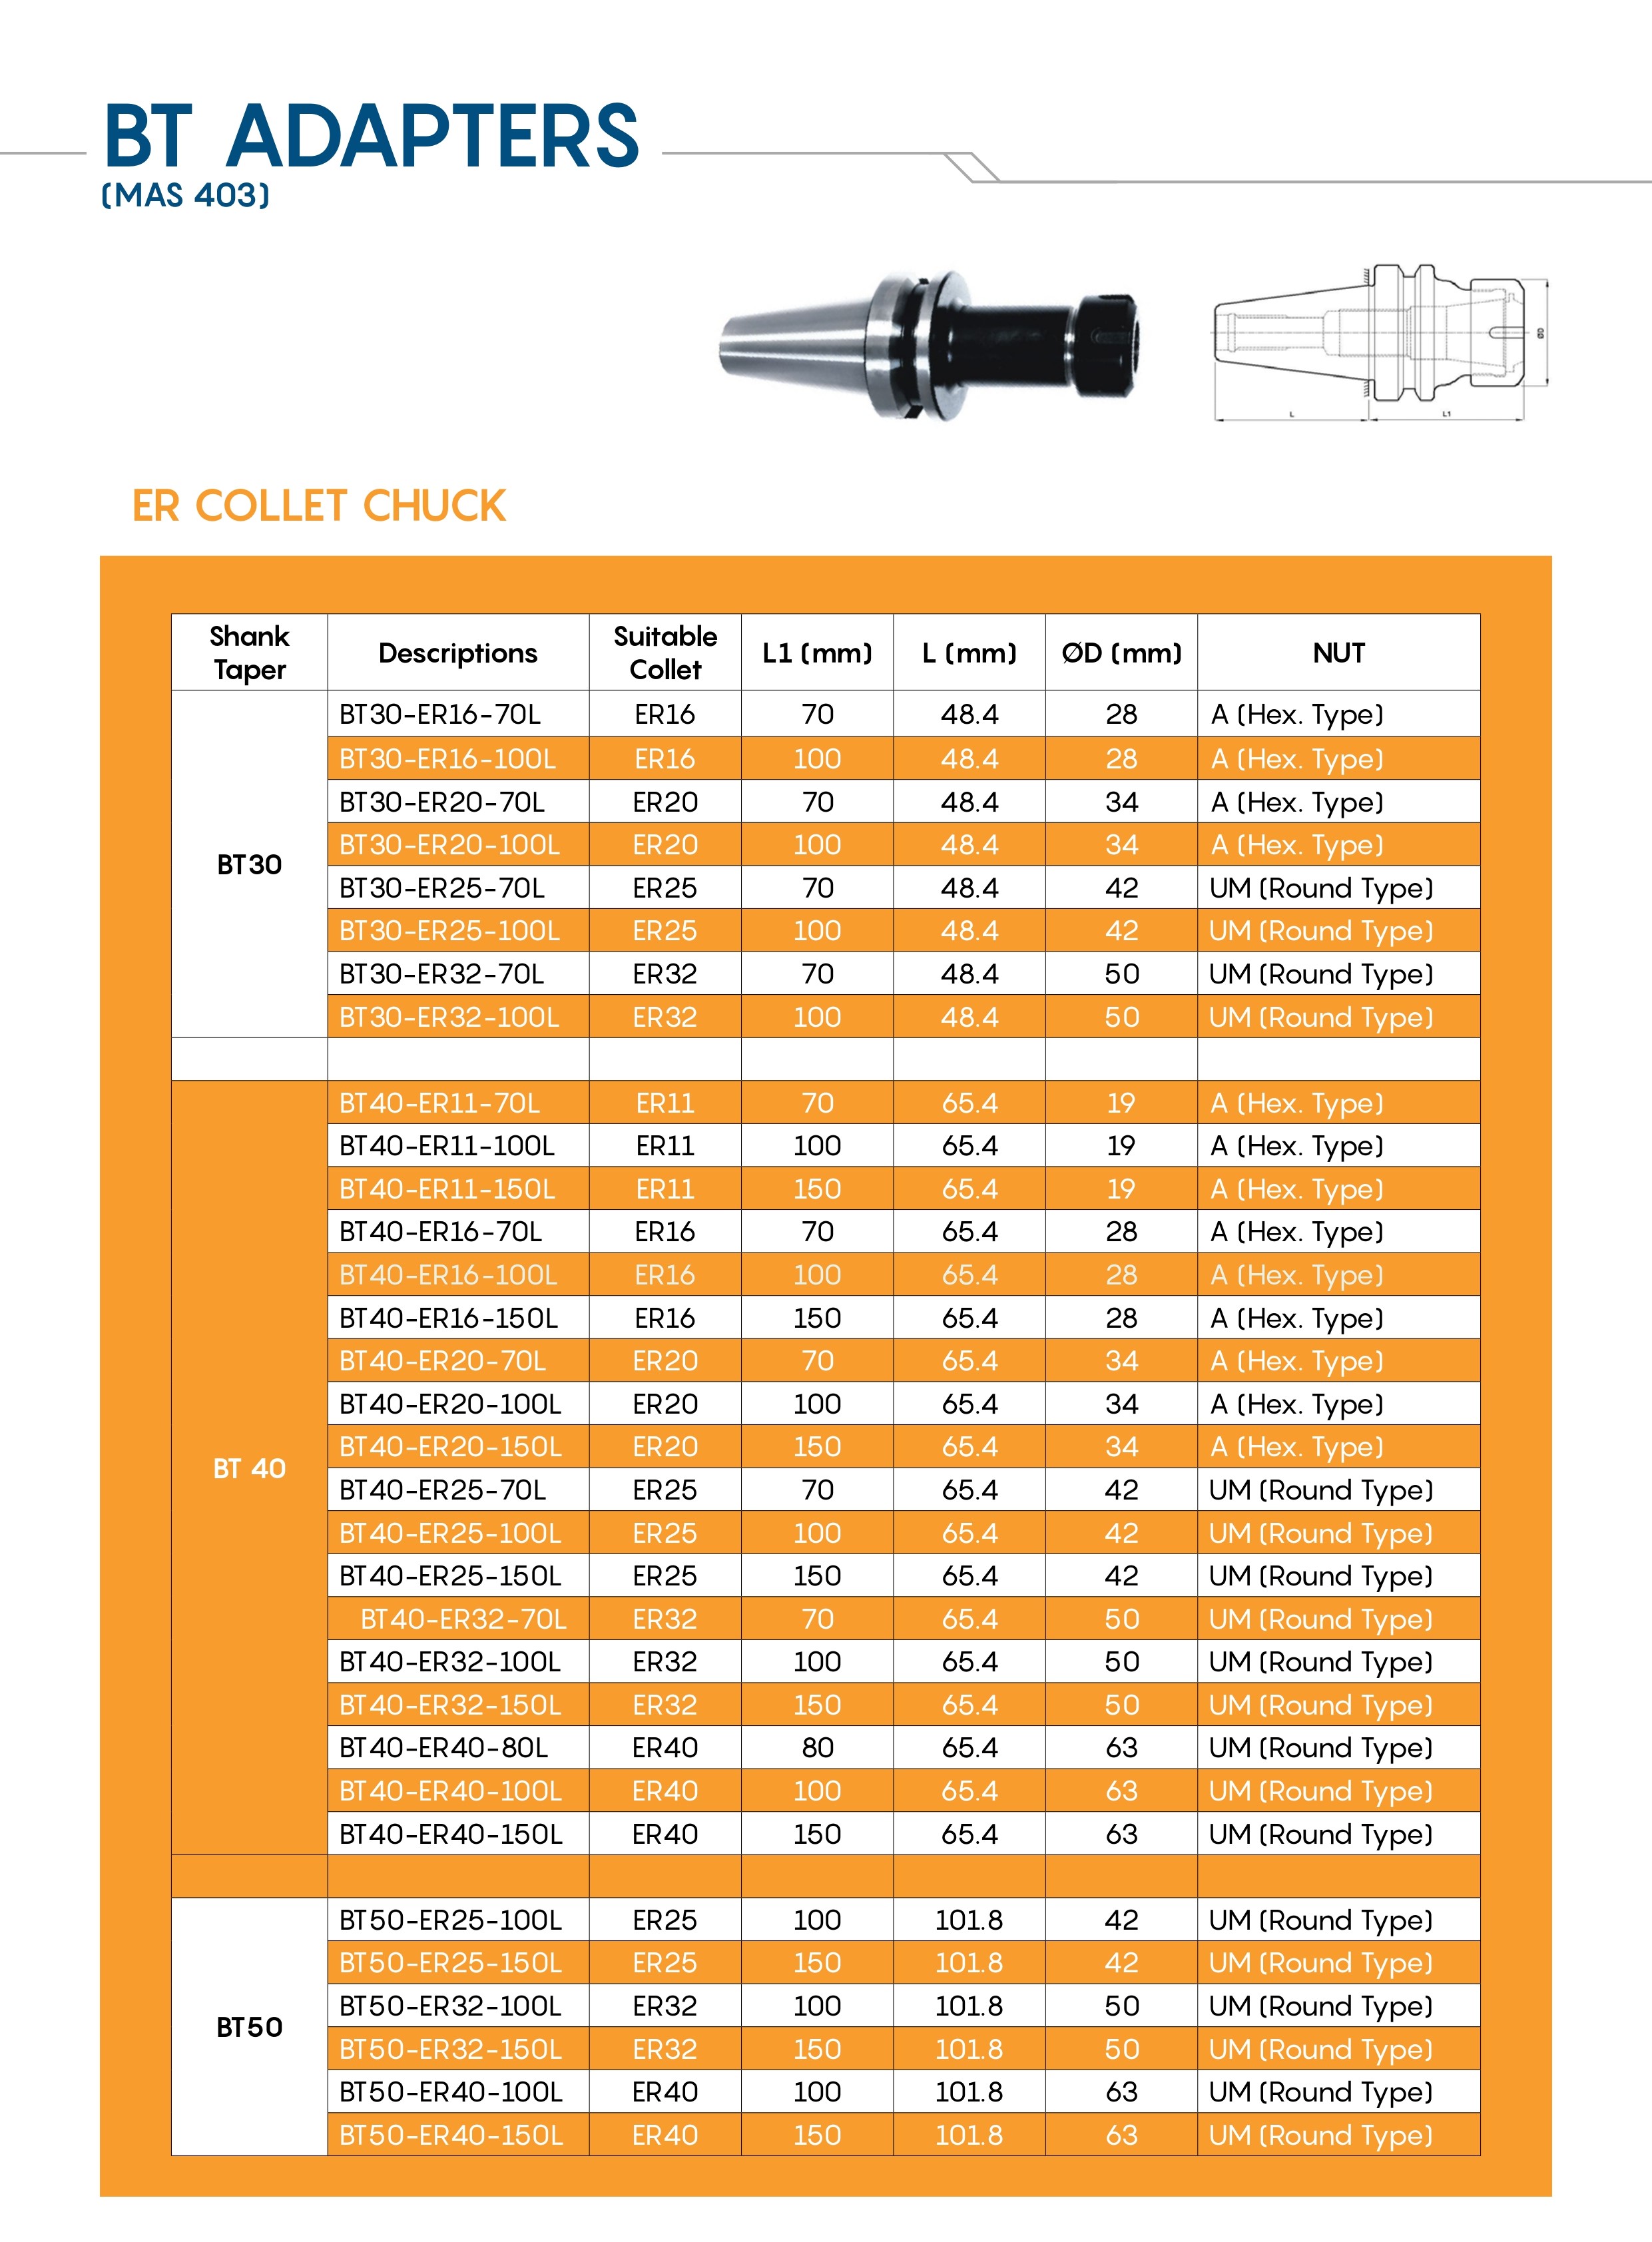 BT ADAPTERS
(MAS 403)
L
L1
ØD
ER COLLET CHUCK
Shank Taper Descriptions Suitable Collet L1 (mm) L (mm) ØD (mm) NUT
BT30
BT30-ER16-70L ER16 70 48.4 28 A (Hex. Type)
BT30-ER16-100L ER16 100 48.4 28 A (Hex. Type)
BT30-ER20-70L ER20 70 48.4 34 A (Hex. Type)
BT30-ER20-100L ER20 100 48.4 34 A (Hex. Type)
BT30-ER25-70L ER25 70 48.4 42 UM (Round Type)
BT30-ER25-100L ER25 100 48.4 42 UM (Round Type)
BT30-ER32-70L ER32 70 48.4 50 UM (Round Type)
BT30-ER32-100L ER32 100 48.4 50 UM (Round Type)
BT 40
BT40-ER11-70L ER11 70 65.4 19 A (Hex. Type)
BT40-ER11-100L ER11 100 65.4 19 A (Hex. Type)
BT40-ER11-150L ER11 150 65.4 19 A (Hex. Type)
BT40-ER16-70L ER16 70 65.4 28 A (Hex. Type)
BT40-ER16-100L ER16 100 65.4 28 A (Hex. Type)
BT40-ER16-150L ER16 150 65.4 28 A (Hex. Type)
BT40-ER20-70L ER20 70 65.4 34 A (Hex. Type)
BT40-ER20-100L ER20 100 65.4 34 A (Hex. Type)
BT40-ER20-150L ER20 150 65.4 34 A (Hex. Type)
BT40-ER25-70L ER25 70 65.4 42 UM (Round Type)
BT40-ER25-100L ER25 100 65.4 42 UM (Round Type)
BT40-ER25-150L ER25 150 65.4 42 UM (Round Type)
BT40-ER32-70L ER32 70 65.4 50 UM (Round Type)
BT40-ER32-100L ER32 100 65.4 50 UM (Round Type)
BT40-ER32-150L ER32 150 65.4 50 UM (Round Type)
BT40-ER40-80L ER40 80 65.4 63 UM (Round Type)
BT40-ER40-100L ER40 100 65.4 63 UM (Round Type)
BT40-ER40-150L ER40 150 65.4 63 UM (Round Type)
BT50
BT50-ER25-100L ER25 100 101.8 42 UM (Round Type)
BT50-ER25-150L ER25 150 101.8 42 UM (Round Type)
BT50-ER32-100L ER32 100 101.8 50 UM (Round Type)
BT50-ER32-150L ER32 150 101.8 50 UM (Round Type)
BT50-ER40-100L ER40 100 101.8 63 UM (Round Type)
BT50-ER40-150L ER40 150 101.8 63 UM (Round Type)